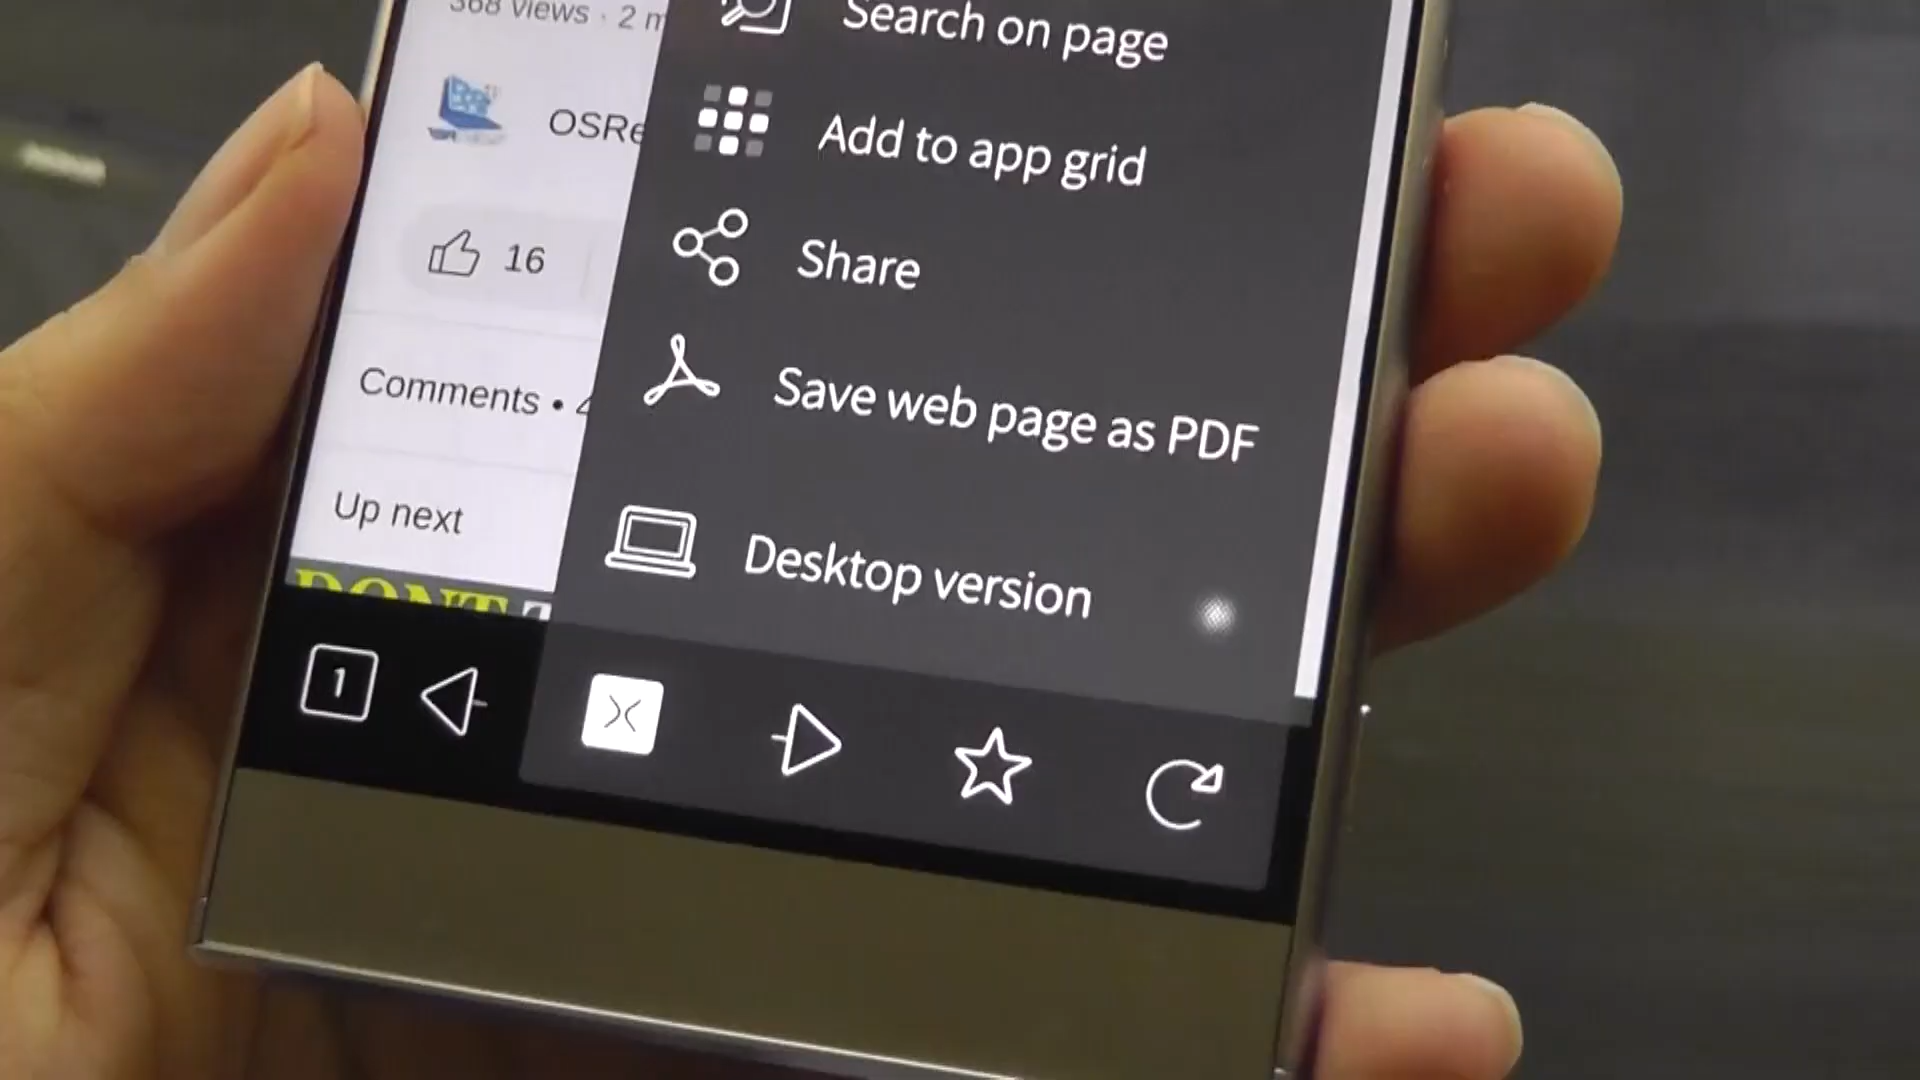 368 views · 2 m
Search on page
OSRe
Add to app grid
16
Share
Comments •
Save web page as PDF
Up next
Desktop version
DONT
1